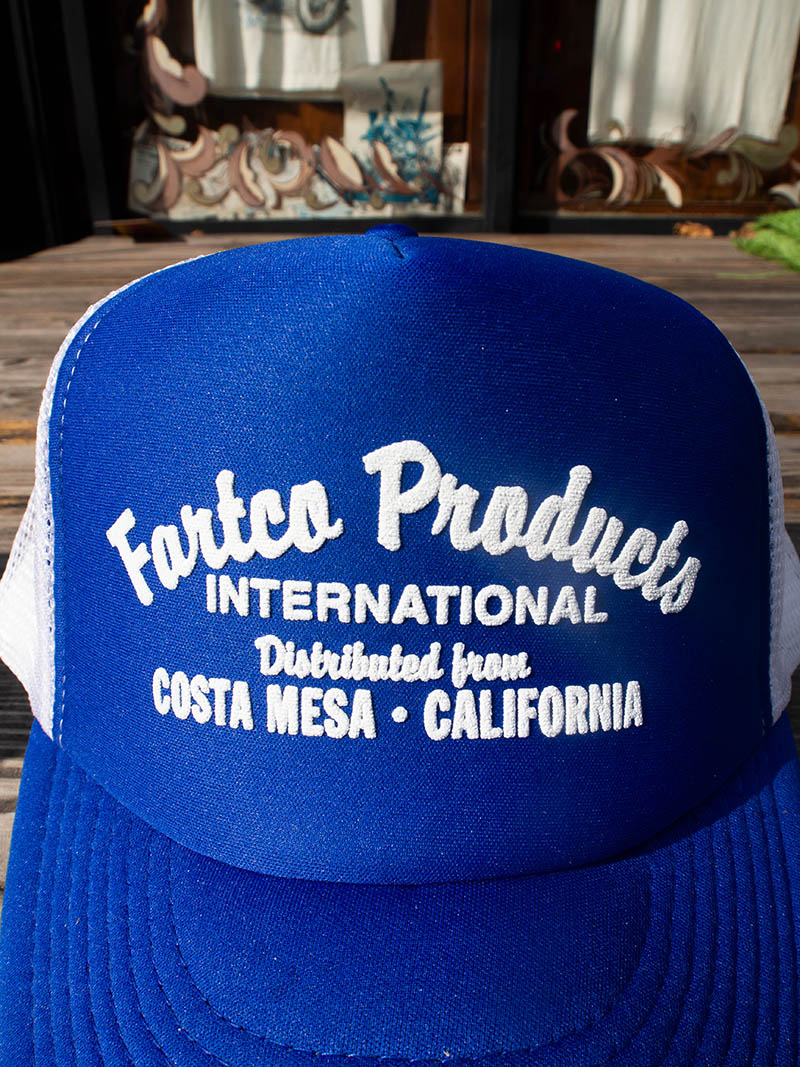 Fartco Products
INTERNATIONAL
Distributed from
COSTA MESA • CALIFORNIA